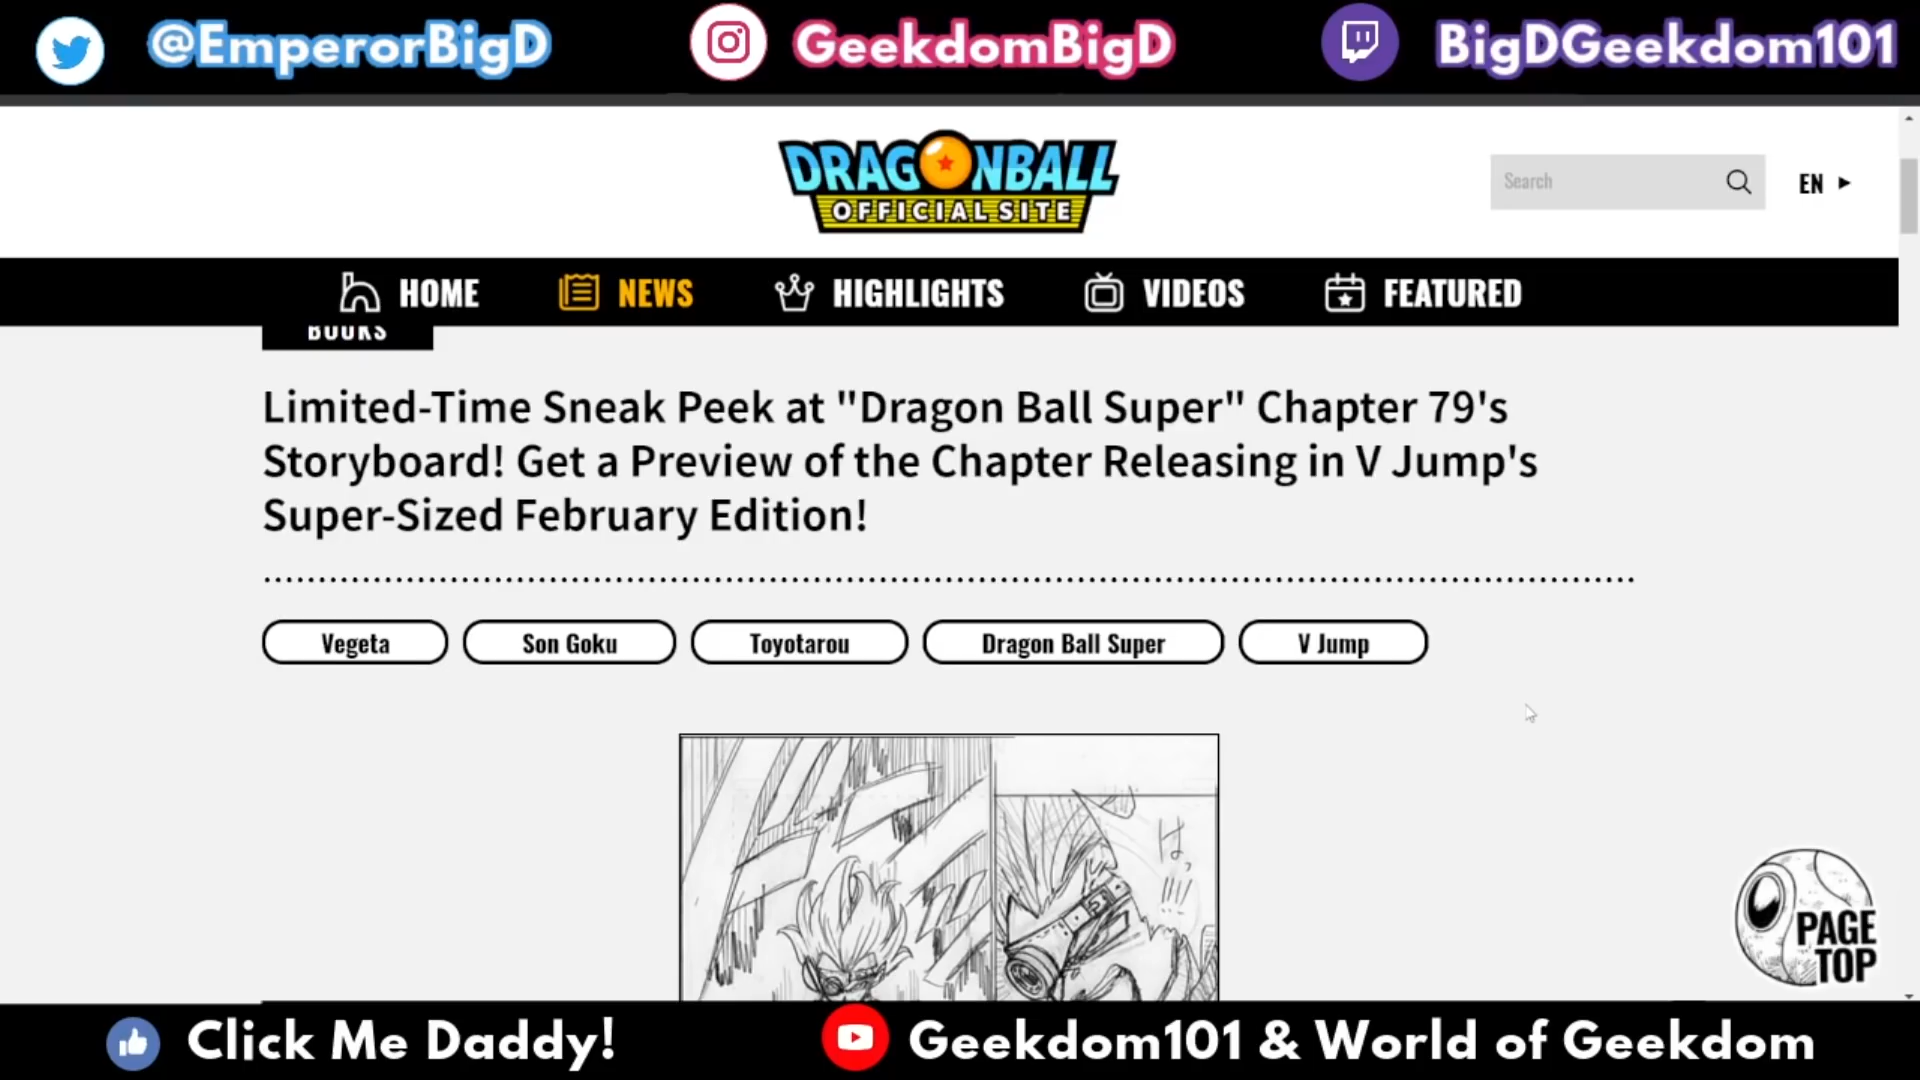 @EmperorBigD
GeekdomBigD
BigDGeekdom101
DRAGONBALL
OFFICIAL SITE
Search
EN
HOME
NEWS
HIGHLIGHTS
VIDEOS
FEATURED
BOOKS
Limited-Time Sneak Peek at "Dragon Ball Super" Chapter 79's
Storyboard! Get a Preview of the Chapter Releasing in V Jump's
Super-Sized February Edition!
Vegeta
Son Goku
Toyotarou
Dragon Ball Super
V Jump
はっ
!!!
PAGE
TOP
Click Me Daddy!
Geekdom101 & World of Geekdom